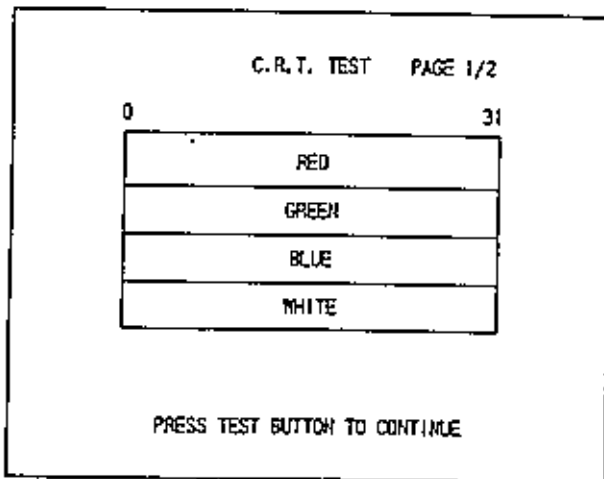 C.R.T. TEST PAGE 1/2
0 31
RED
GREEN
BLUE
WHITE
PRESS TEST BUTTON TO CONTINUE